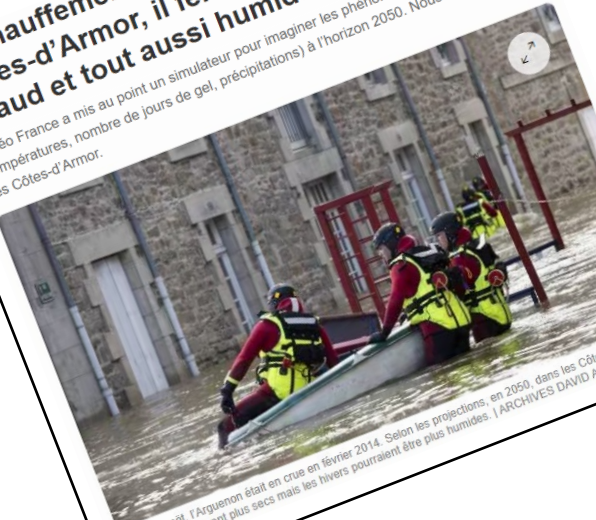 hauffeme
es-d'Armor, il fe
aud et tout aussi humid
éo France a mis au point un simulateur pour imaginer les phéno
mpératures, nombre de jours de gel, précipitations) à l'horizon 2050. Nous
es Côtes-d'Armor.
l'Arguenon était en crue en février 2014. Selon les projections, en 2050, dans les Côt
nt plus secs mais les hivers pourraient être plus humides. | ARCHIVES DAVID A